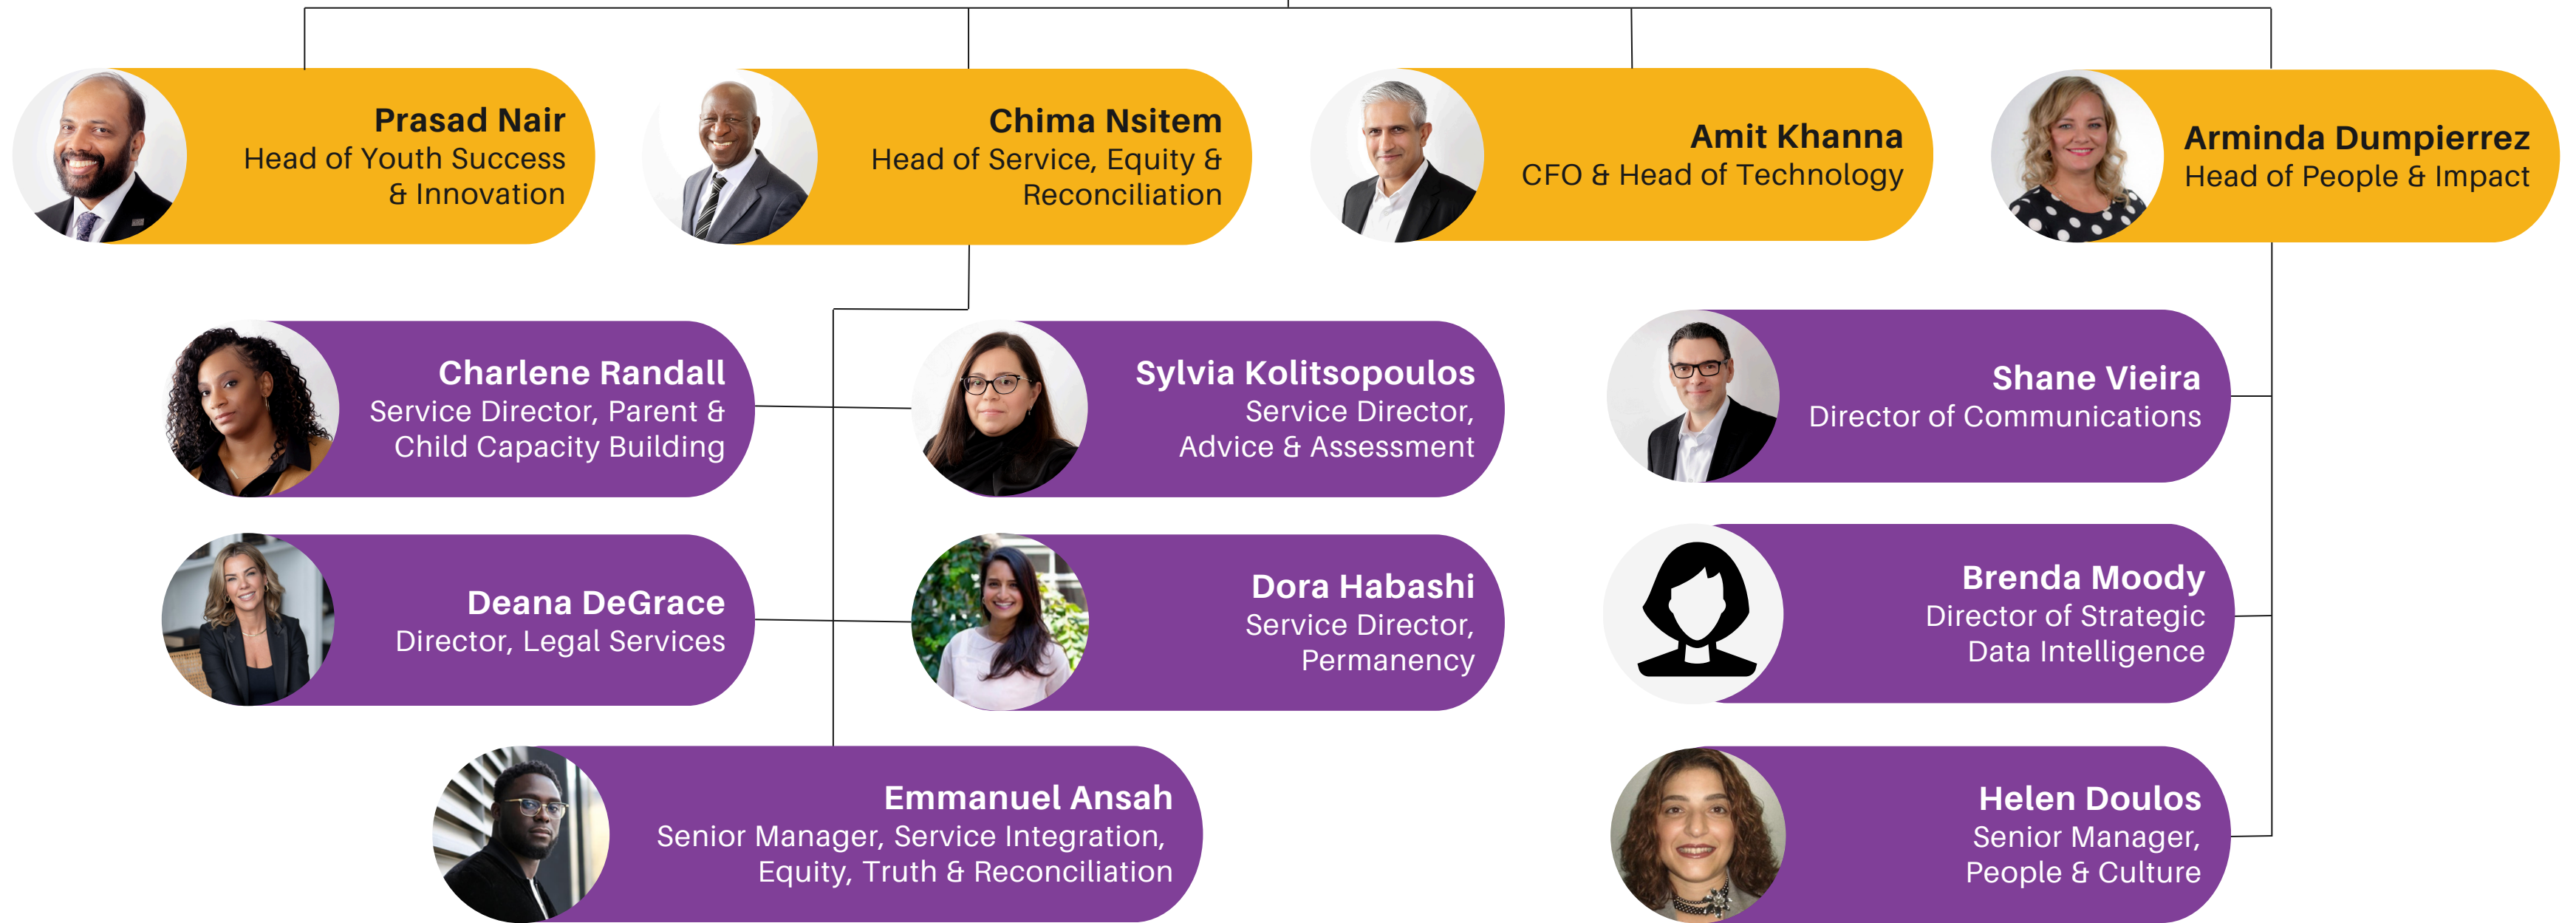 Prasad Nair
Head of Youth Success
& Innovation
Chima Nsitem
Head of Service, Equity &
Reconciliation
Amit Khanna
CFO & Head of Technology
Arminda Dumpierrez
Head of People & Impact
Charlene Randall
Service Director, Parent &
Child Capacity Building
Sylvia Kolitsopoulos
Service Director,
Advice & Assessment
Shane Vieira
Director of Communications
Deana DeGrace
Director, Legal Services
Dora Habashi
Service Director,
Permanency
Brenda Moody
Director of Strategic
Data Intelligence
Emmanuel Ansah
Senior Manager, Service Integration,
Equity, Truth & Reconciliation
Helen Doulos
Senior Manager,
People & Culture